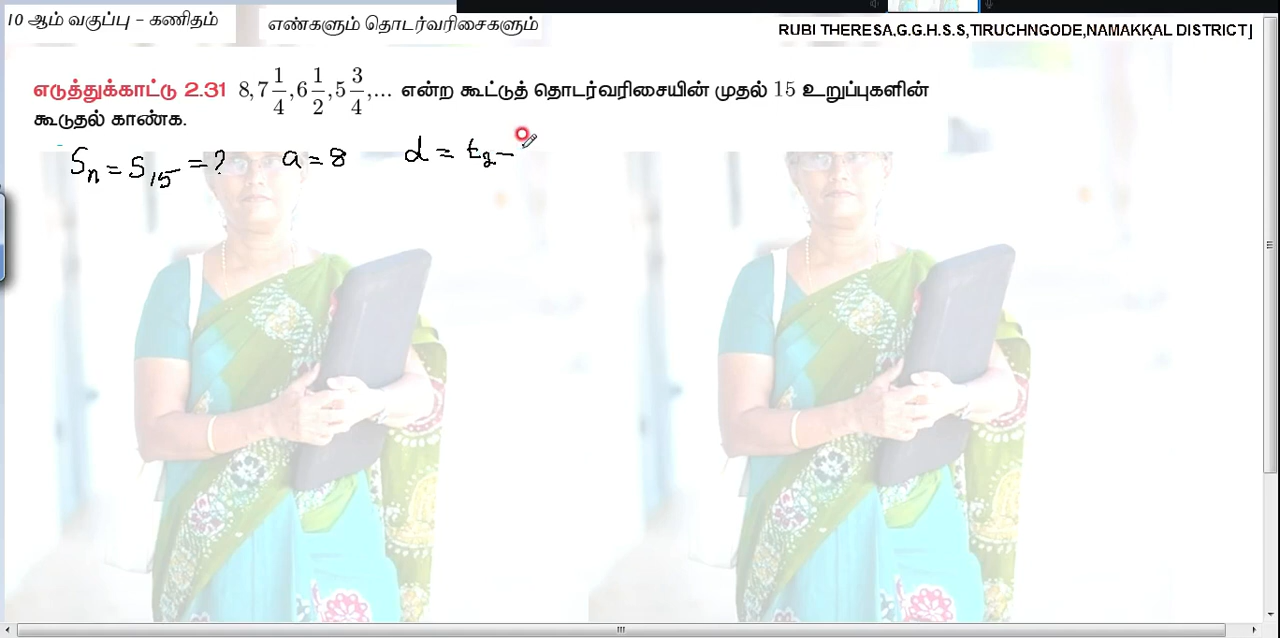 10 ஆம் வகுப்பு – கணிதம்
எண்களும் தொடர்வரிசைகளும்
RUBI THERESA,G.G.H.S.S,TIRUCHNGODE,NAMAKKAL DISTRICT]
எடுத்துக்காட்டு 2.31 8, 7 1/4, 6 1/2, 5 3/4, ... என்ற கூட்டுத் தொடர்வரிசையின் முதல் 15 உறுப்புகளின்
கூடுதல் காண்க.
Sn = S15 = ? a = 8 d = t2 –